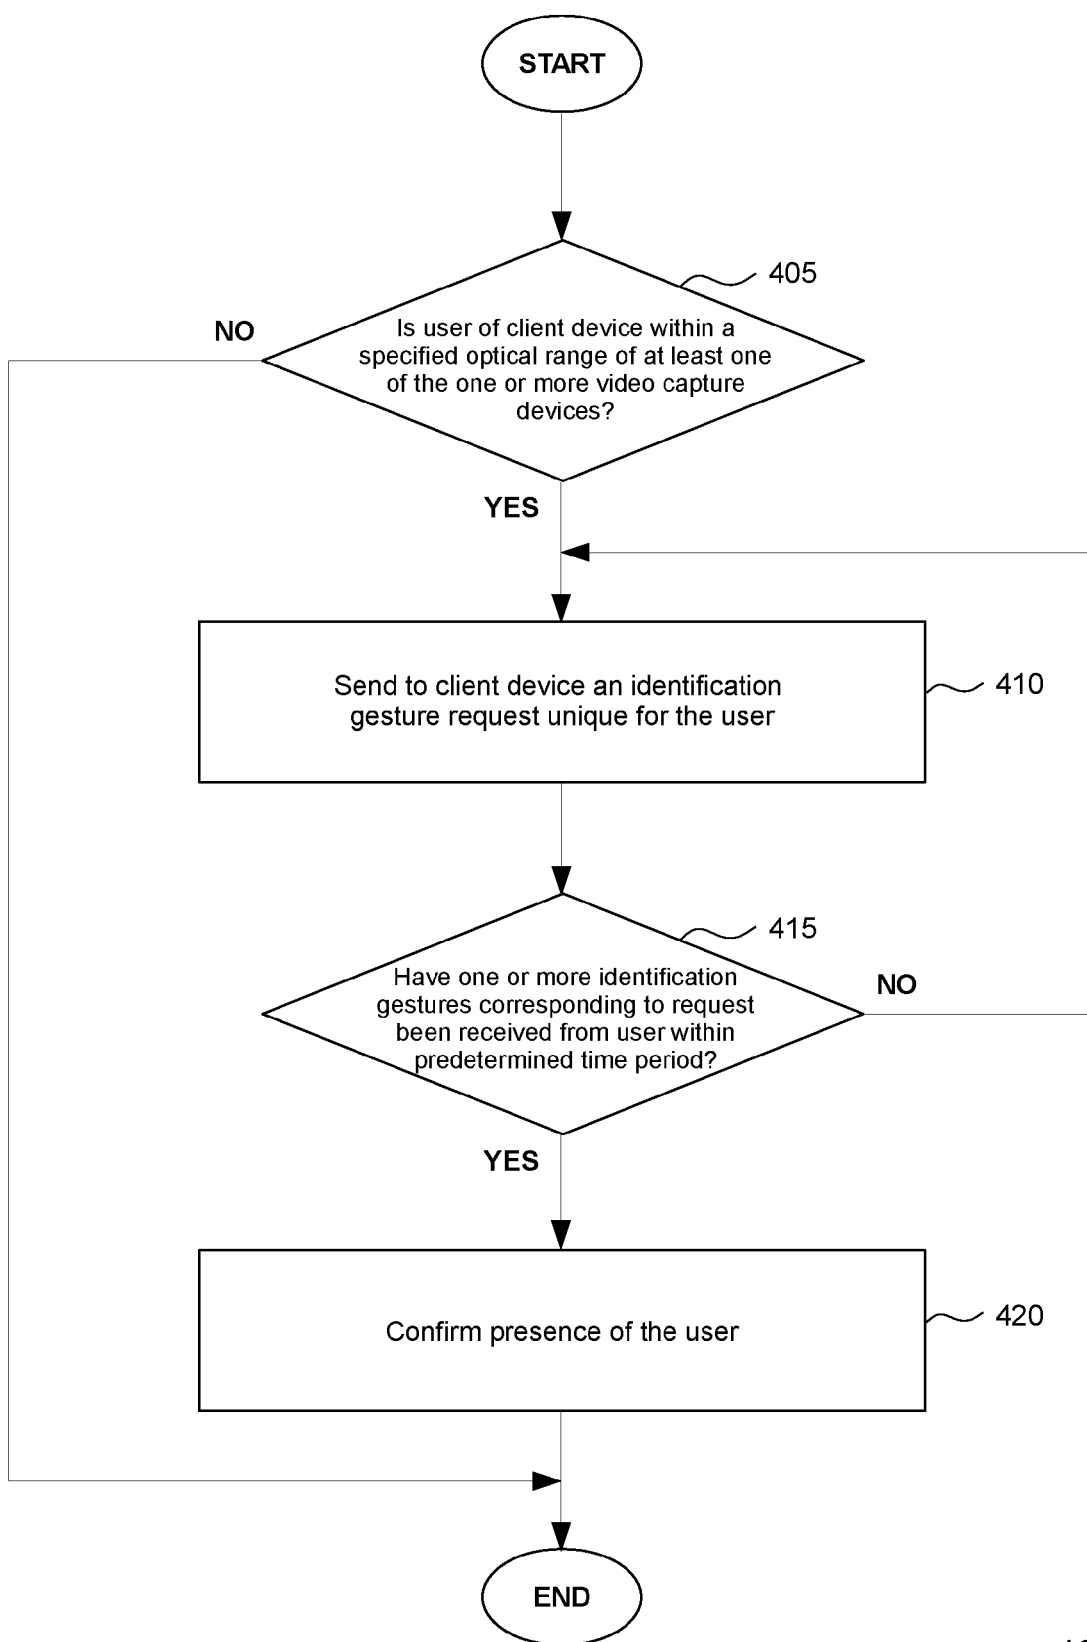 START
405
NO
Is user of client device within a
specified optical range of at least one
of the one or more video capture
devices?
YES
Send to client device an identification
gesture request unique for the user
410
415
Have one or more identification
gestures corresponding to request
been received from user within
predetermined time period?
NO
YES
Confirm presence of the user
420
END